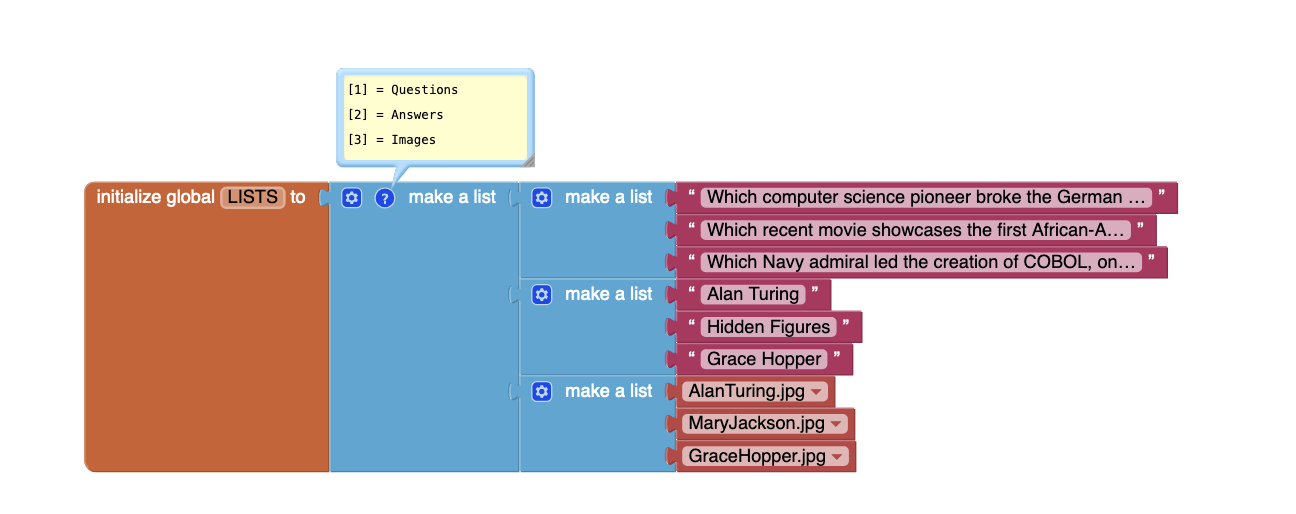 [1] = Questions
[2] = Answers
[3] = Images
initialize global LISTS to ? make a list make a list “ Which computer science pioneer broke the German ... ”
“ Which recent movie showcases the first African-A... ”
“ Which Navy admiral led the creation of COBOL, on... ”
make a list “ Alan Turing ”
“ Hidden Figures ”
“ Grace Hopper ”
make a list AlanTuring.jpg
MaryJackson.jpg
GraceHopper.jpg